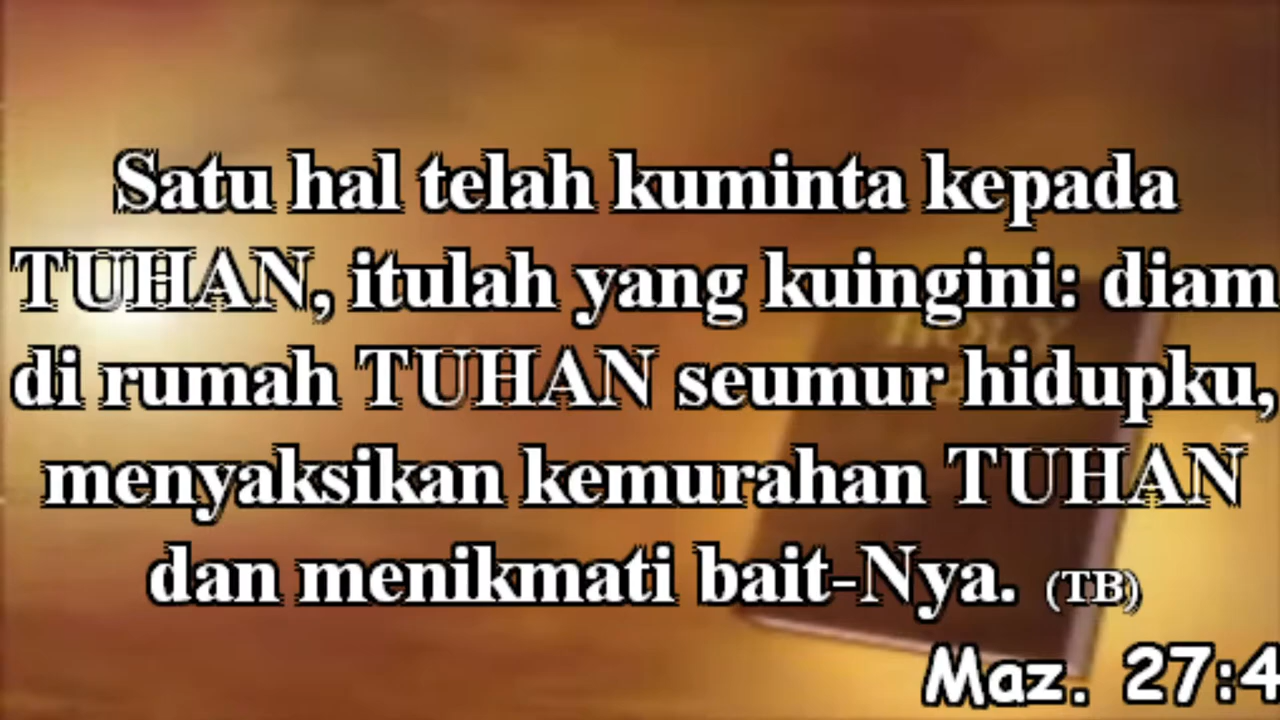 Satu hal telah kuminta kepada
TUHAN, itulah yang kuingini: diam
di rumah TUHAN seumur hidupku,
menyaksikan kemurahan TUHAN
dan menikmati bait-Nya. (TB)
Maz. 27:4
HOLY